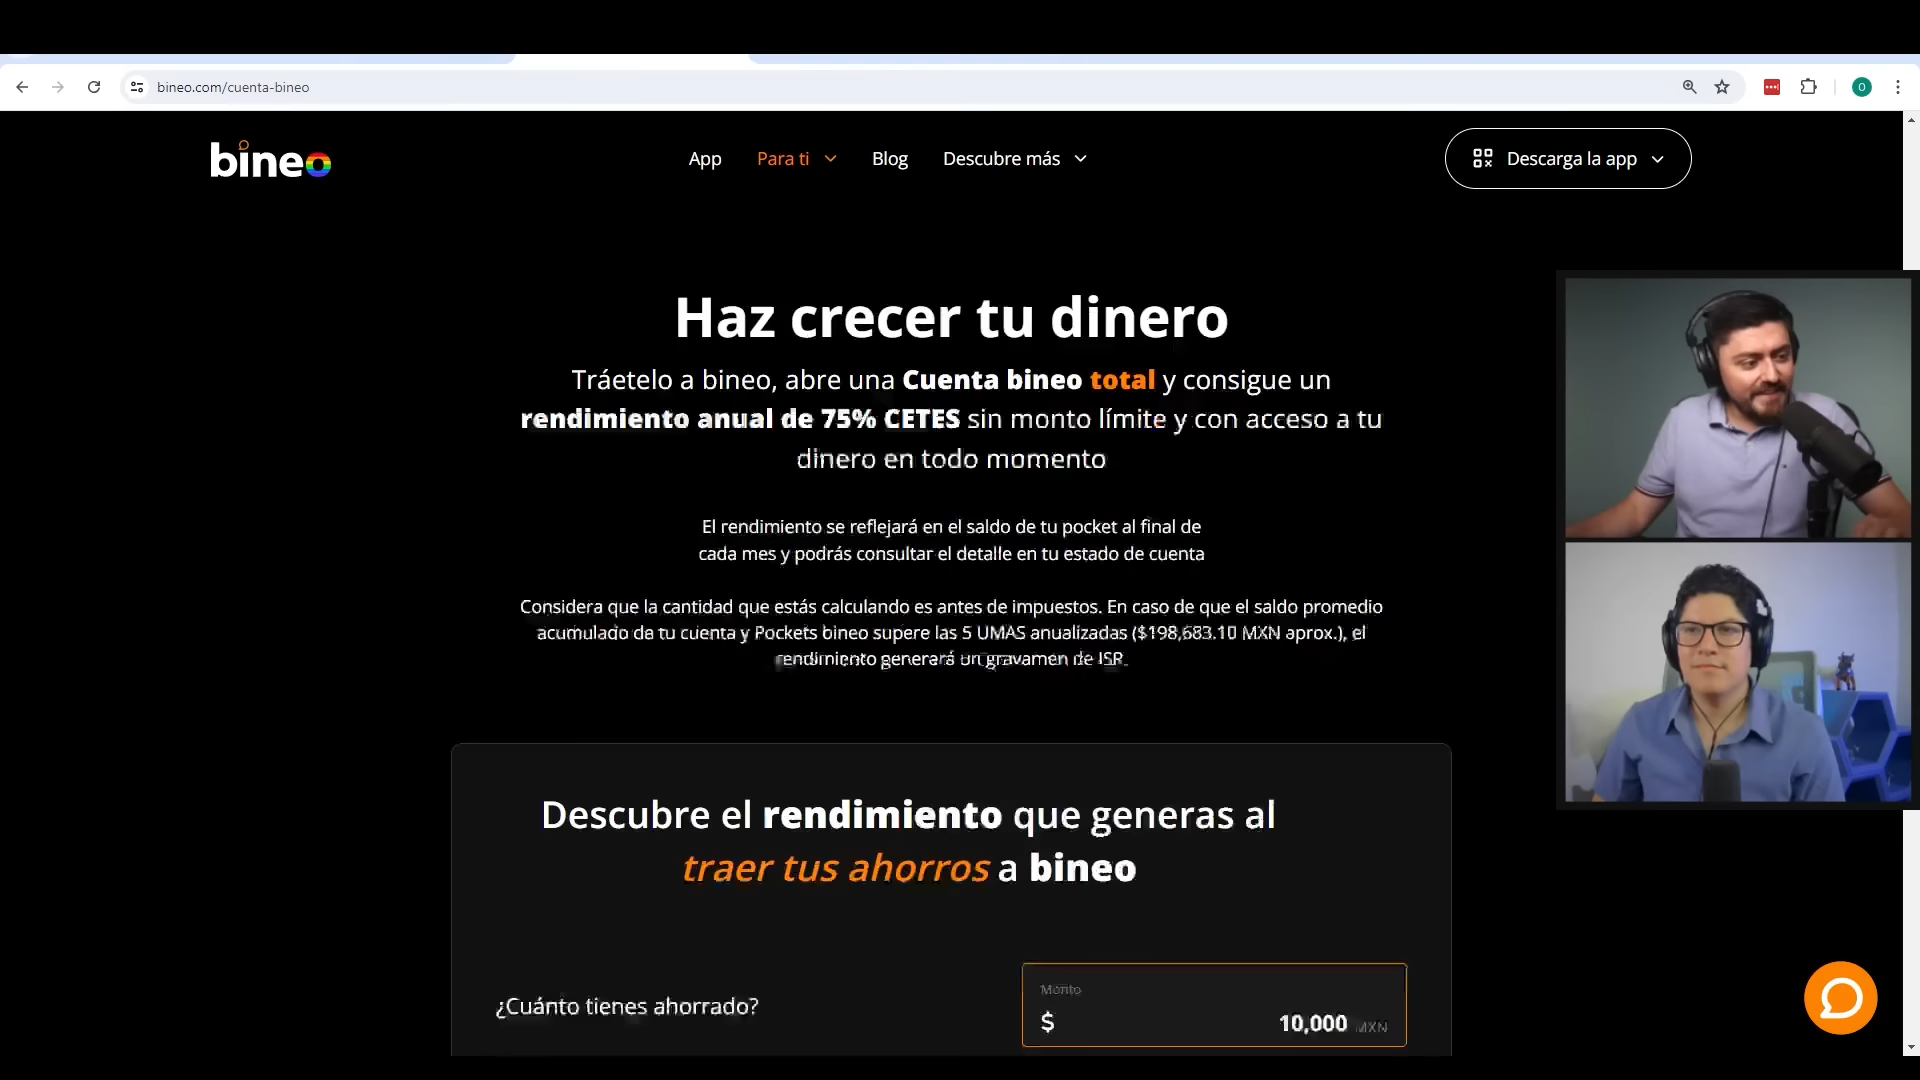 bineo.com/cuenta-bineo
O
bineo
App
Para ti
Blog
Descubre más
Descarga la app
Haz crecer tu dinero
Tráetelo a bineo, abre una Cuenta bineo total y consigue un
rendimiento anual de 75% CETES sin monto límite y con acceso a tu
dinero en todo momento
El rendimiento se reflejará en el saldo de tu pocket al final de
cada mes y podrás consultar el detalle en tu estado de cuenta
Considera que la cantidad que estás calculando es antes de impuestos. En caso de que el saldo promedio
acumulado de tu cuenta y Pockets bineo supere las 5 UMAS anualizadas ($198,683.10 MXN aprox.), el
rendimiento generará un gravamen de ISR.
Descubre el rendimiento que generas al
traer tus ahorros a bineo
¿Cuánto tienes ahorrado?
Monto
$ 10,000 MXN